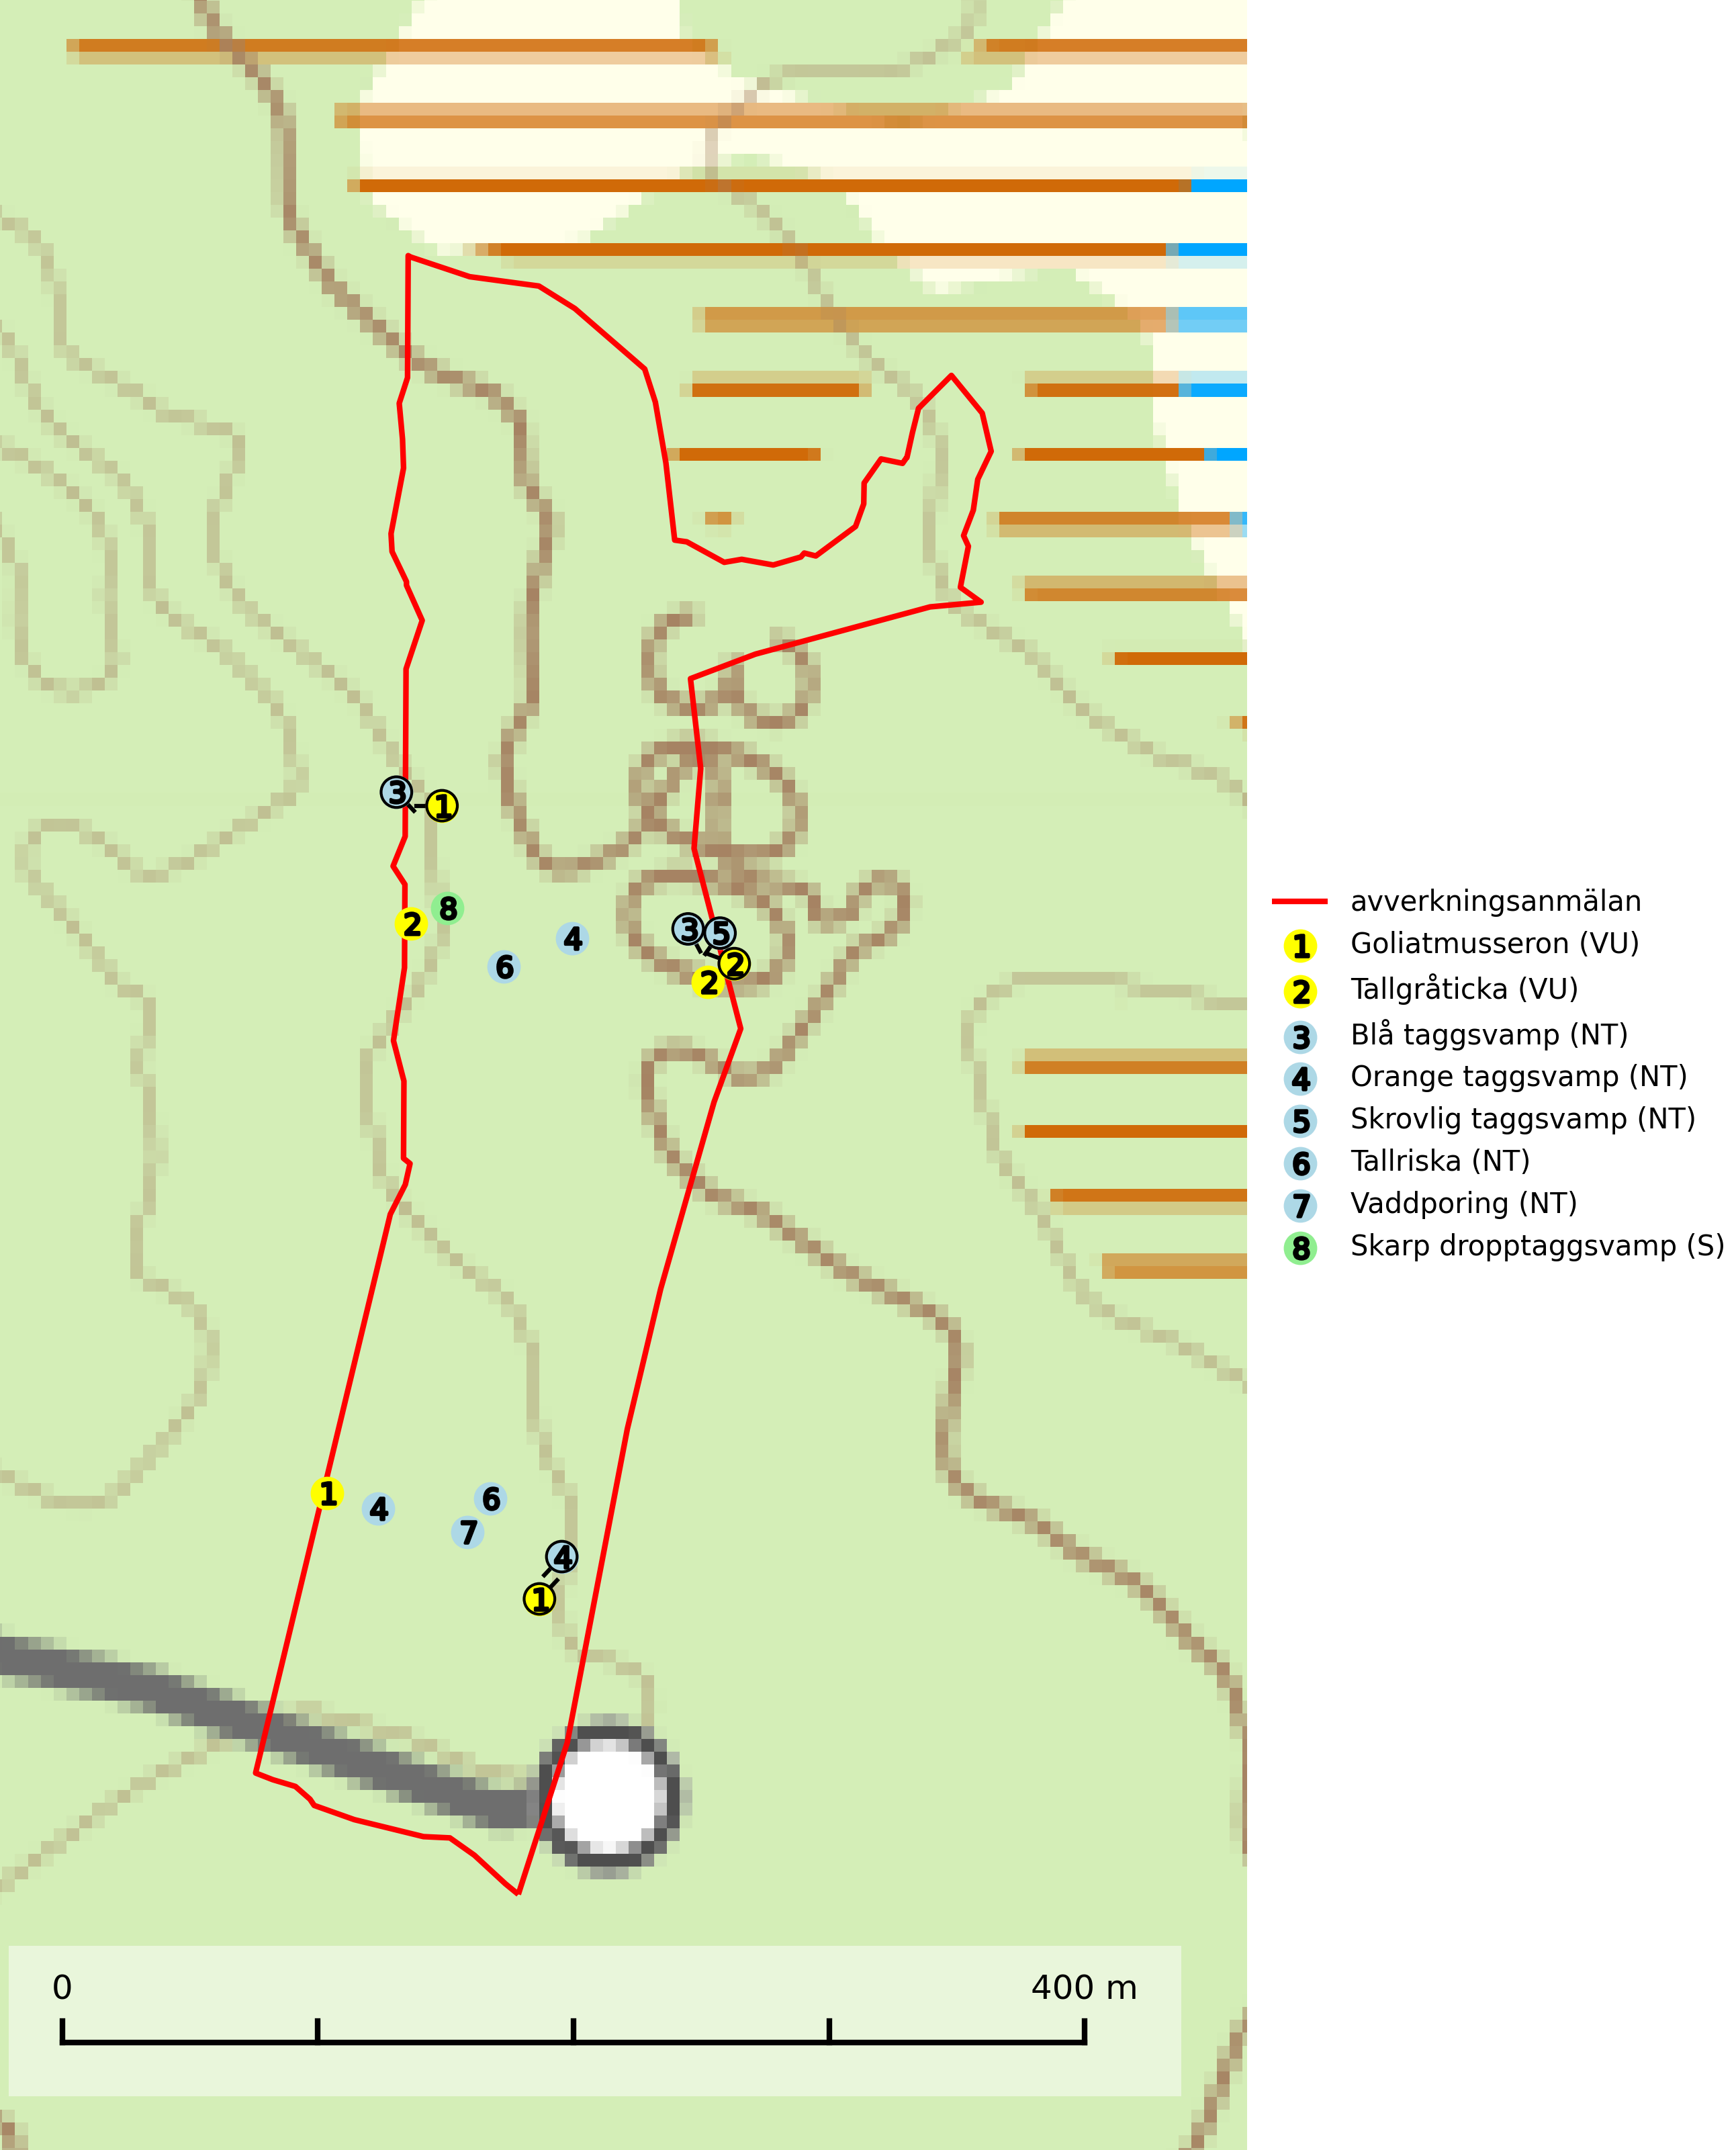 3
1
2
8
4
6
3
5
2
2
1
4
6
7
4
1
0
400 m
avverkningsanmälan
1 Goliatmusseron (VU)
2 Tallgråticka (VU)
3 Blå taggsvamp (NT)
4 Orange taggsvamp (NT)
5 Skrovlig taggsvamp (NT)
6 Tallriska (NT)
7 Vaddporing (NT)
8 Skarp dropptaggsvamp (S)